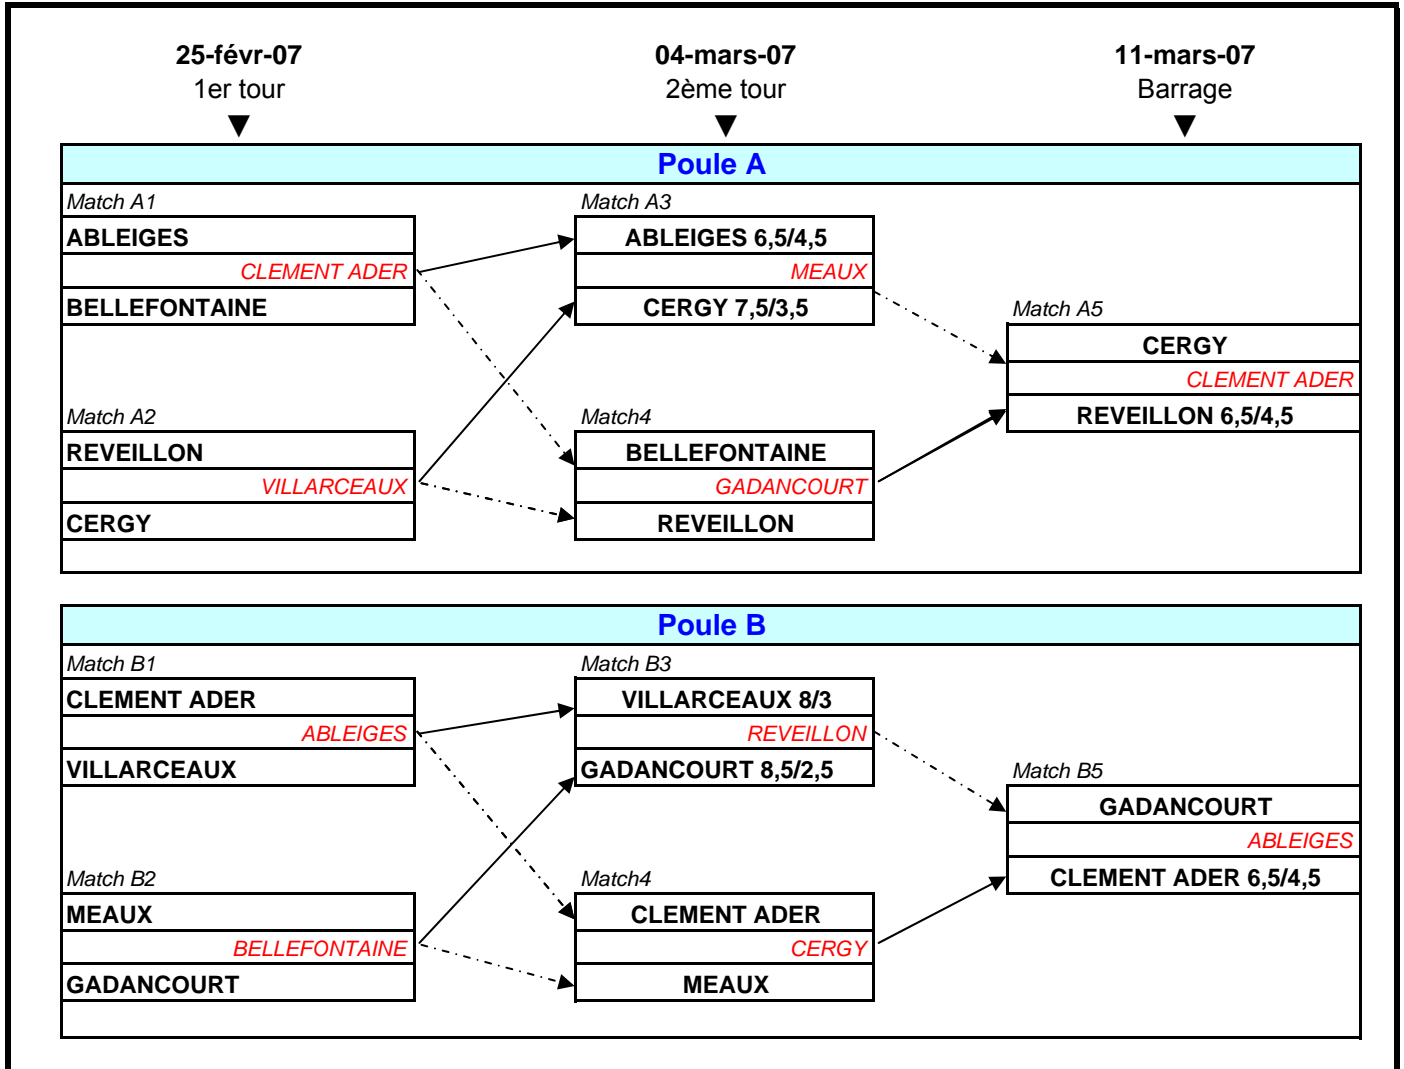 25-févr-07 04-mars-07 11-mars-07
1er tour 2ème tour Barrage
Poule A
Match A1 Match A3
ABLEIGES ABLEIGES 6,5/4,5
CLEMENT ADER MEAUX
BELLEFONTAINE CERGY 7,5/3,5 Match A5
CERGY
CLEMENT ADER
Match A2 Match4 REVEILLON 6,5/4,5
REVEILLON BELLEFONTAINE
VILLARCEAUX GADANCOURT
CERGY REVEILLON
Poule B
Match B1 Match B3
CLEMENT ADER VILLARCEAUX 8/3
ABLEIGES REVEILLON
VILLARCEAUX GADANCOURT 8,5/2,5 Match B5
GADANCOURT
ABLEIGES
Match B2 Match4 CLEMENT ADER 6,5/4,5
MEAUX CLEMENT ADER
BELLEFONTAINE CERGY
GADANCOURT MEAUX